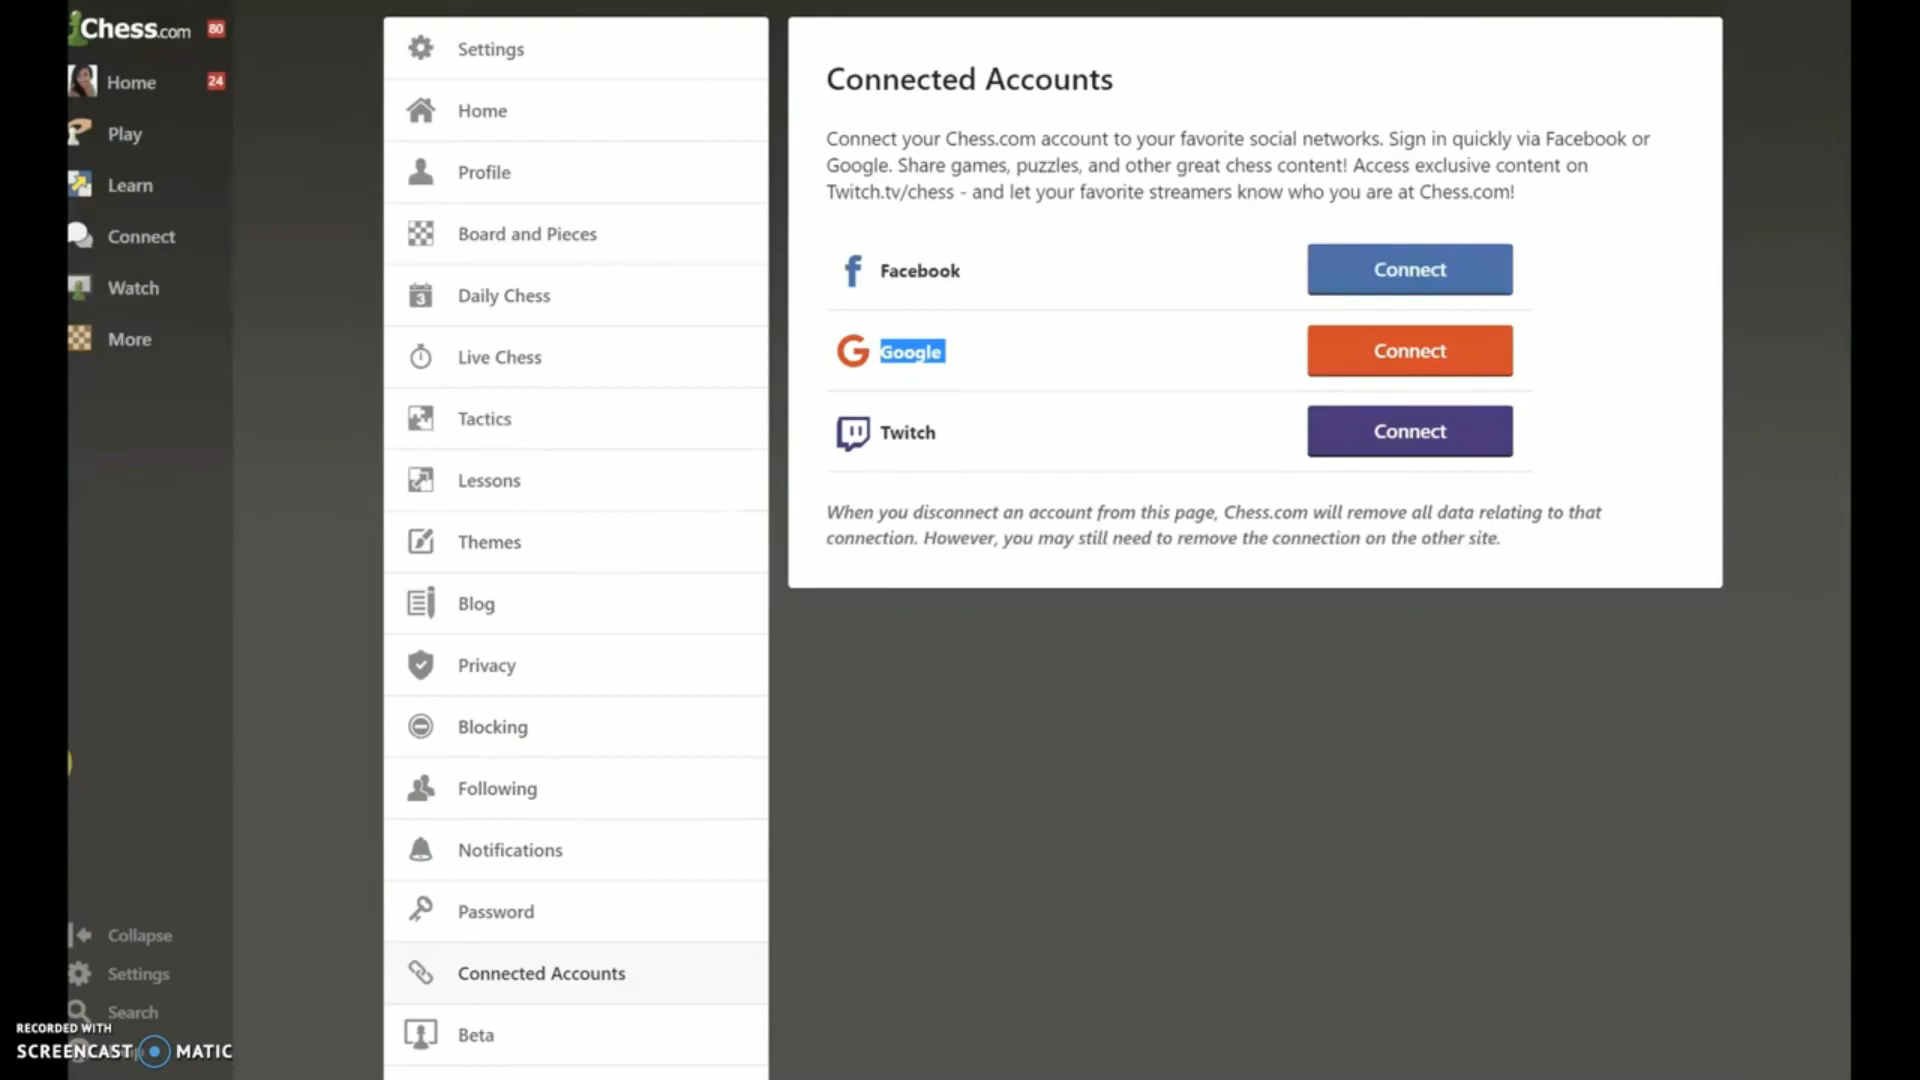 Chess.com 80
Home 24
Play
Learn
Connect
Watch
More
Collapse
Settings
Search
RECORDED WITH
SCREENCAST MATIC
Settings
Home
Profile
Board and Pieces
3
Daily Chess
Live Chess
Tactics
Lessons
Themes
Blog
Privacy
Blocking
Following
Notifications
Password
Connected Accounts
Beta
Connected Accounts
Connect your Chess.com account to your favorite social networks. Sign in quickly via Facebook or
Google. Share games, puzzles, and other great chess content! Access exclusive content on
Twitch.tv/chess - and let your favorite streamers know who you are at Chess.com!
Facebook Connect
Google Connect
Twitch Connect
When you disconnect an account from this page, Chess.com will remove all data relating to that
connection. However, you may still need to remove the connection on the other site.